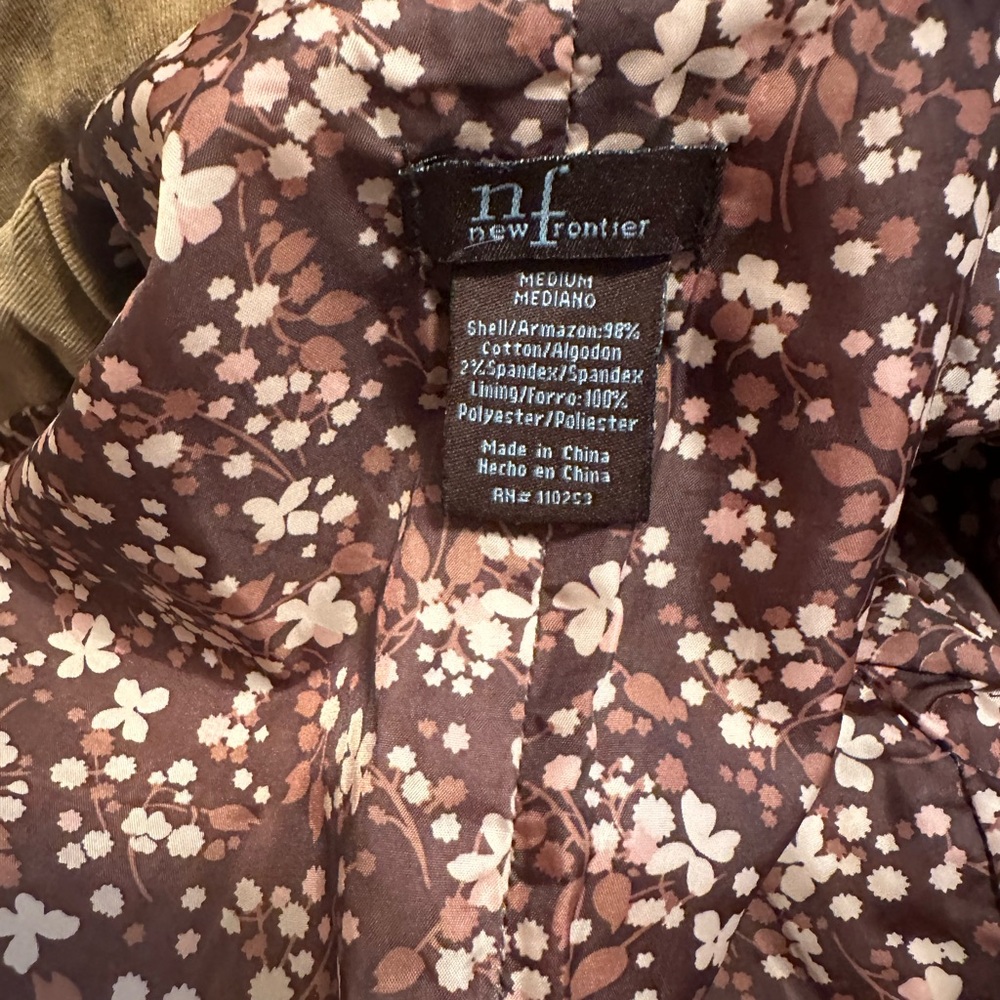 nf
new frontier
MEDIUM
MEDIANO
Shell/Armazon:98%
Cotton/Algodon
2%Spandex/Spandex
Lining/Forro:100%
Polyester/Poliester
Made in China
Hecho en China
RN# 110253